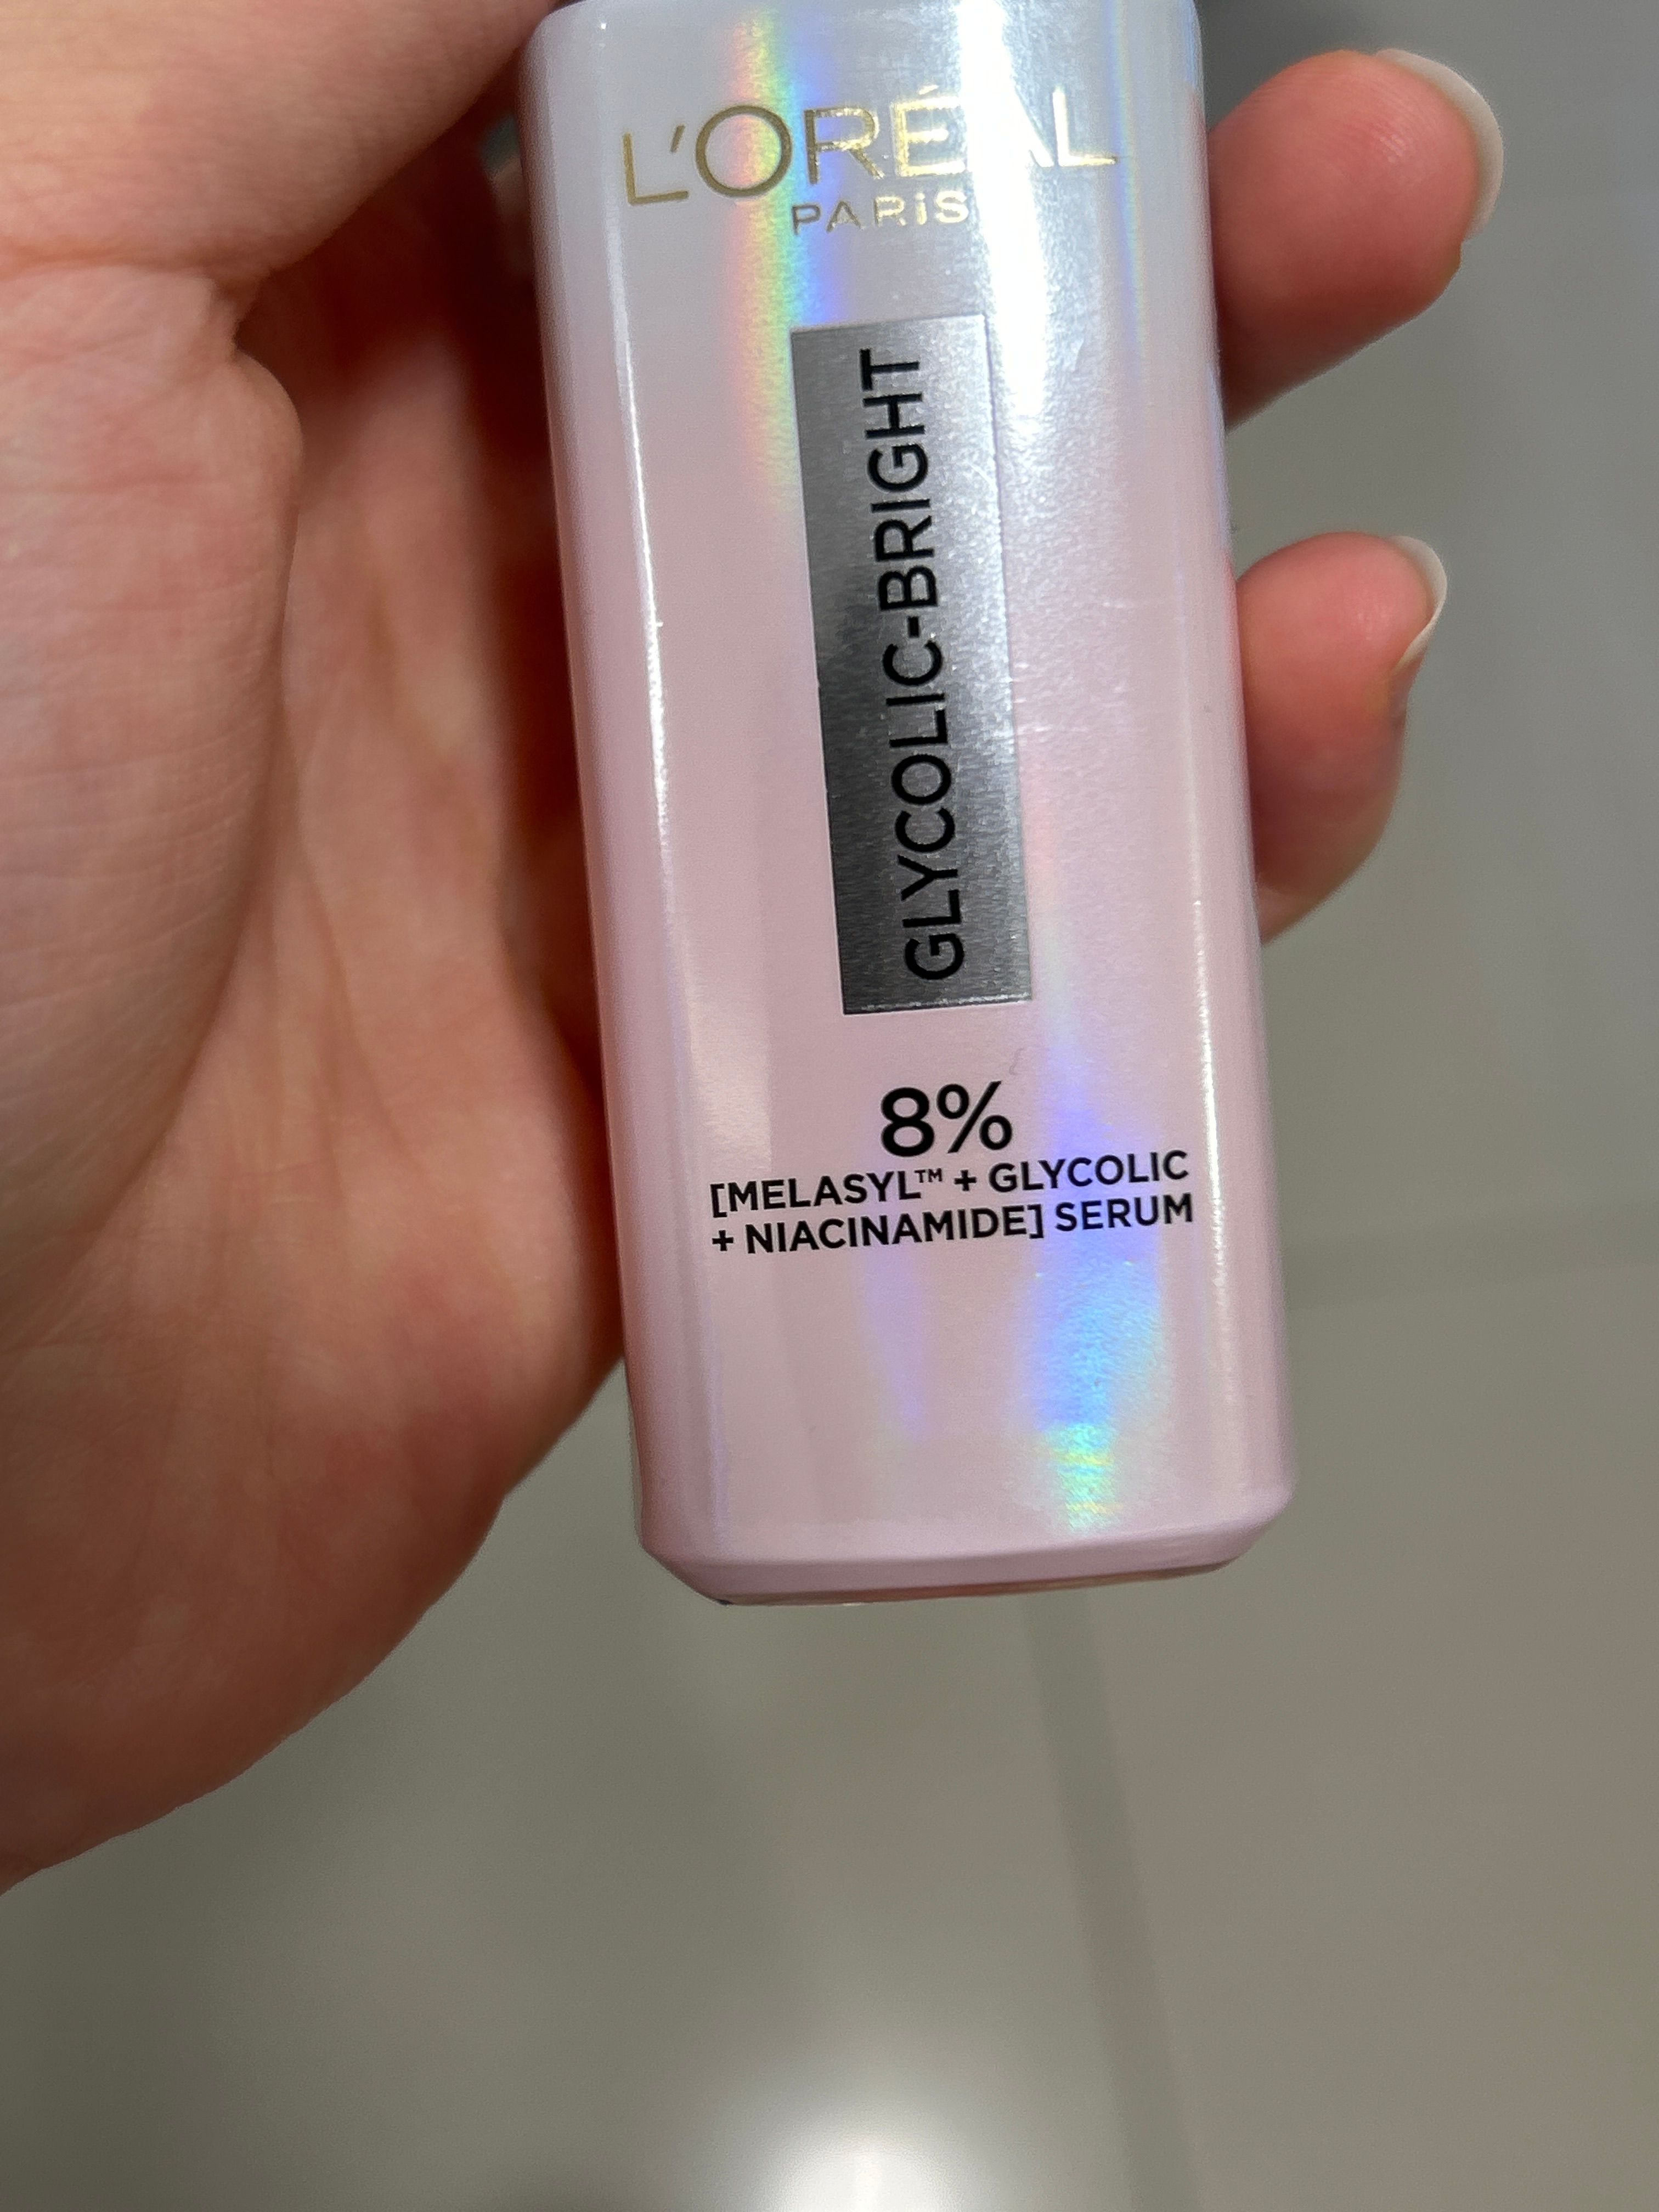 L'ORÉAL
PARiS
GLYCOLIC-BRIGHT
8%
[MELASYL™ + GLYCOLIC
+ NIACINAMIDE] SERUM